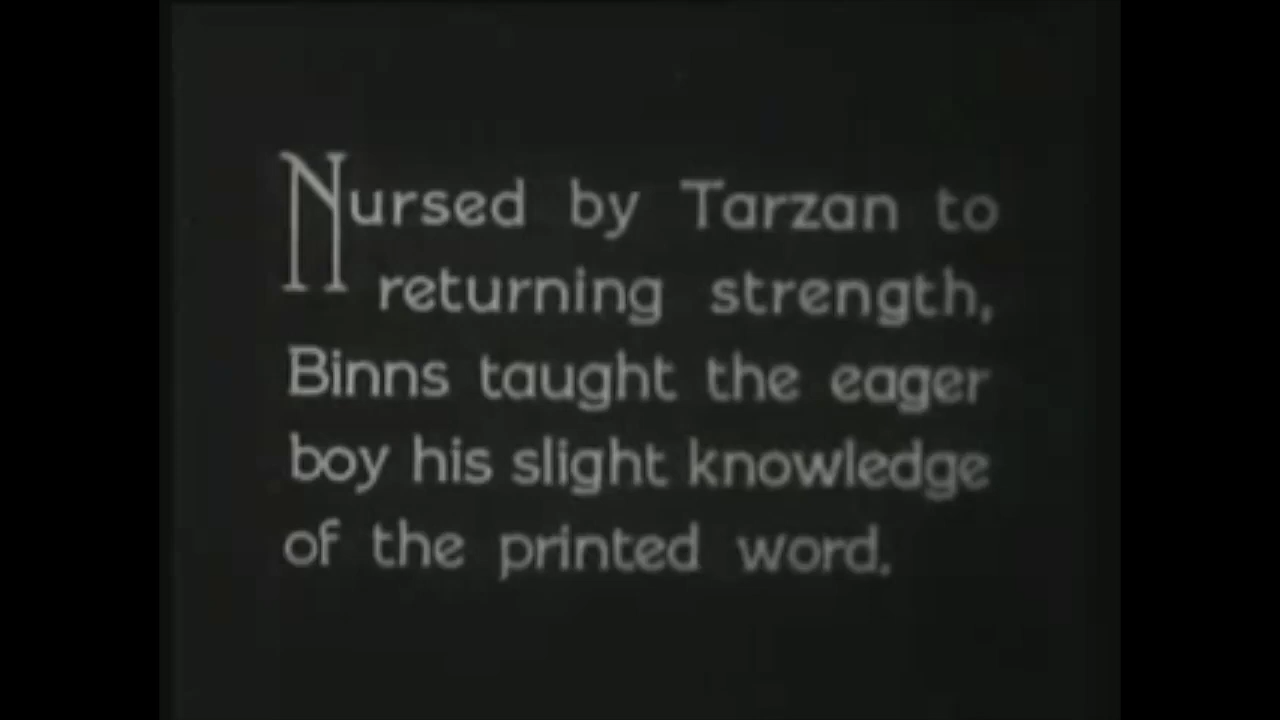 Nursed by Tarzan to
returning strength,
Binns taught the eager
boy his slight knowledge
of the printed word.